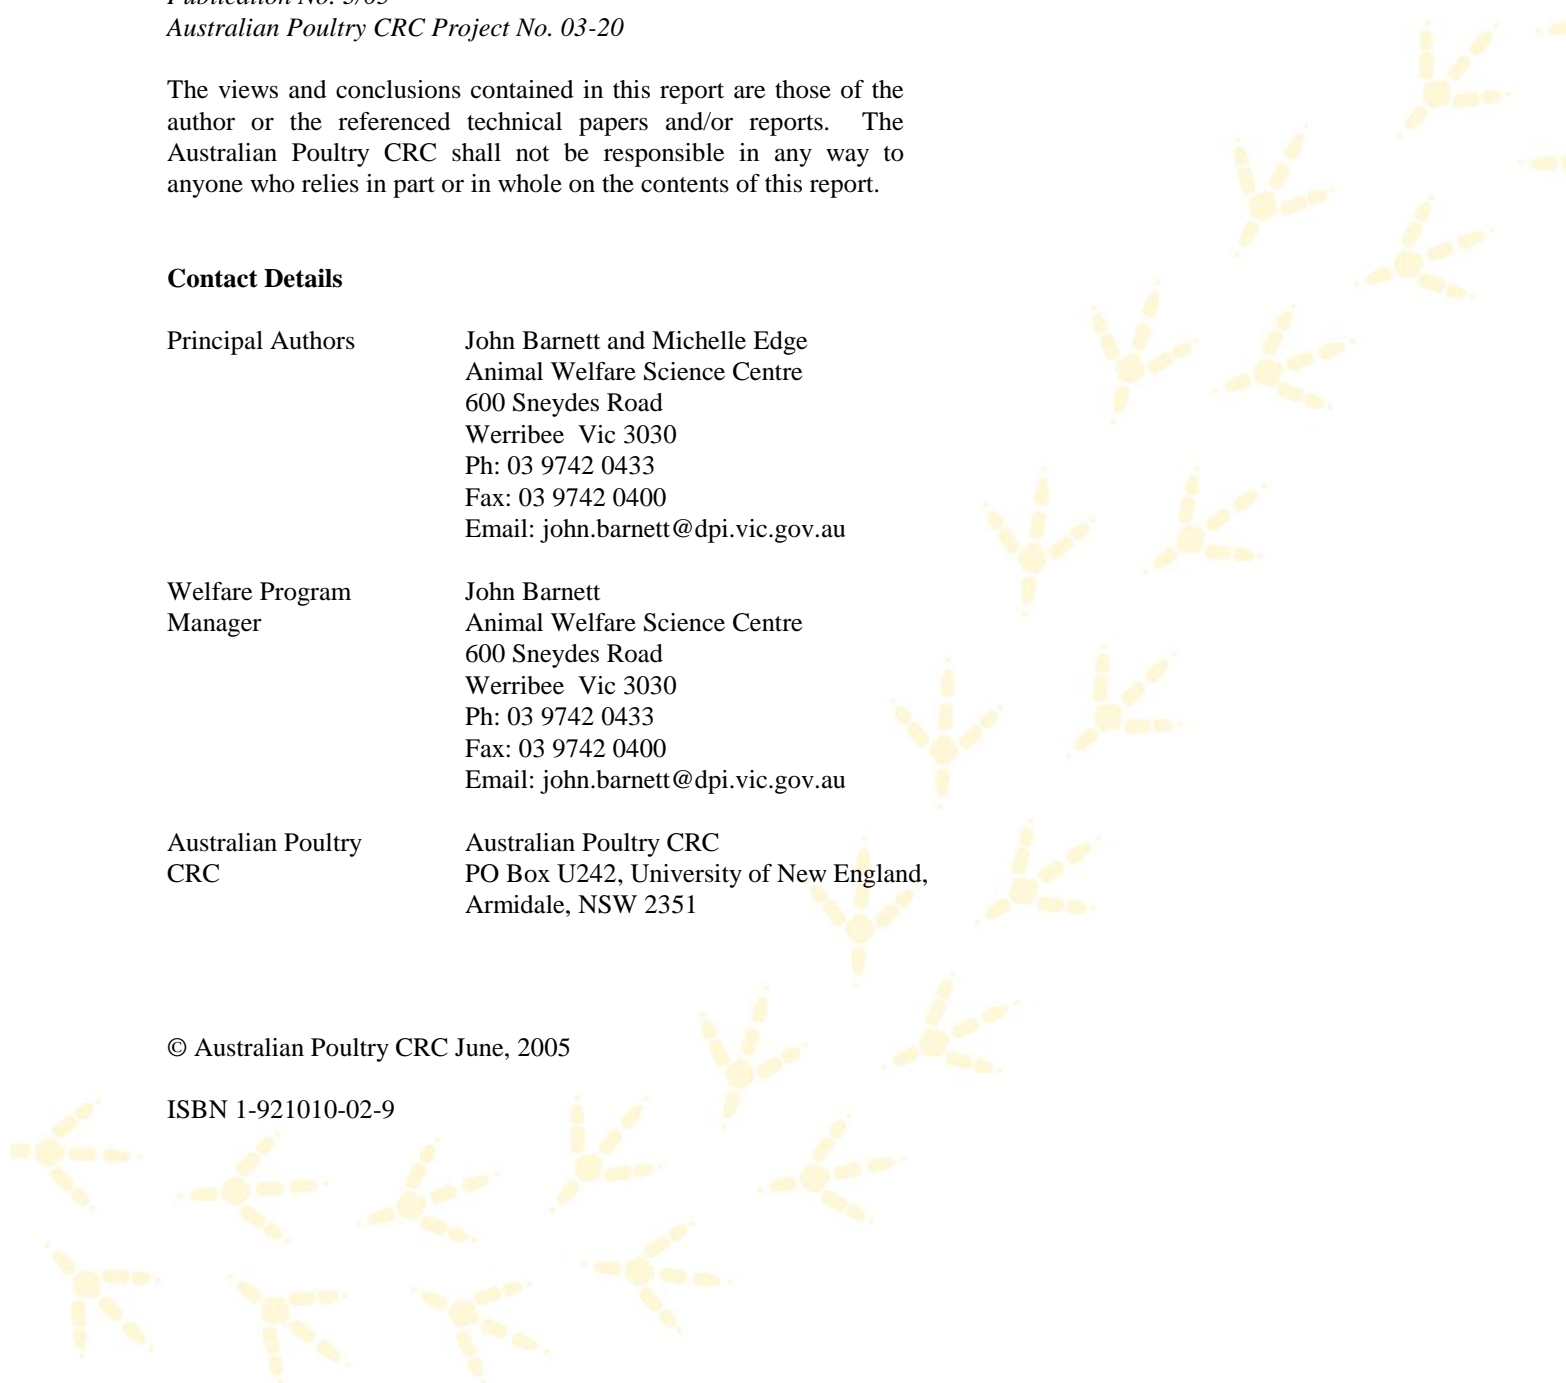 Publication No. 3/05
Australian Poultry CRC Project No. 03-20
The views and conclusions contained in this report are those of the
author or the referenced technical papers and/or reports. The
Australian Poultry CRC shall not be responsible in any way to
anyone who relies in part or in whole on the contents of this report.
Contact Details
Principal Authors
John Barnett and Michelle Edge
Animal Welfare Science Centre
600 Sneydes Road
Werribee Vic 3030
Ph: 03 9742 0433
Fax: 03 9742 0400
Email: john.barnett@dpi.vic.gov.au
Welfare Program
Manager
John Barnett
Animal Welfare Science Centre
600 Sneydes Road
Werribee Vic 3030
Ph: 03 9742 0433
Fax: 03 9742 0400
Email: john.barnett@dpi.vic.gov.au
Australian Poultry
CRC
Australian Poultry CRC
PO Box U242, University of New England,
Armidale, NSW 2351
© Australian Poultry CRC June, 2005
ISBN 1-921010-02-9